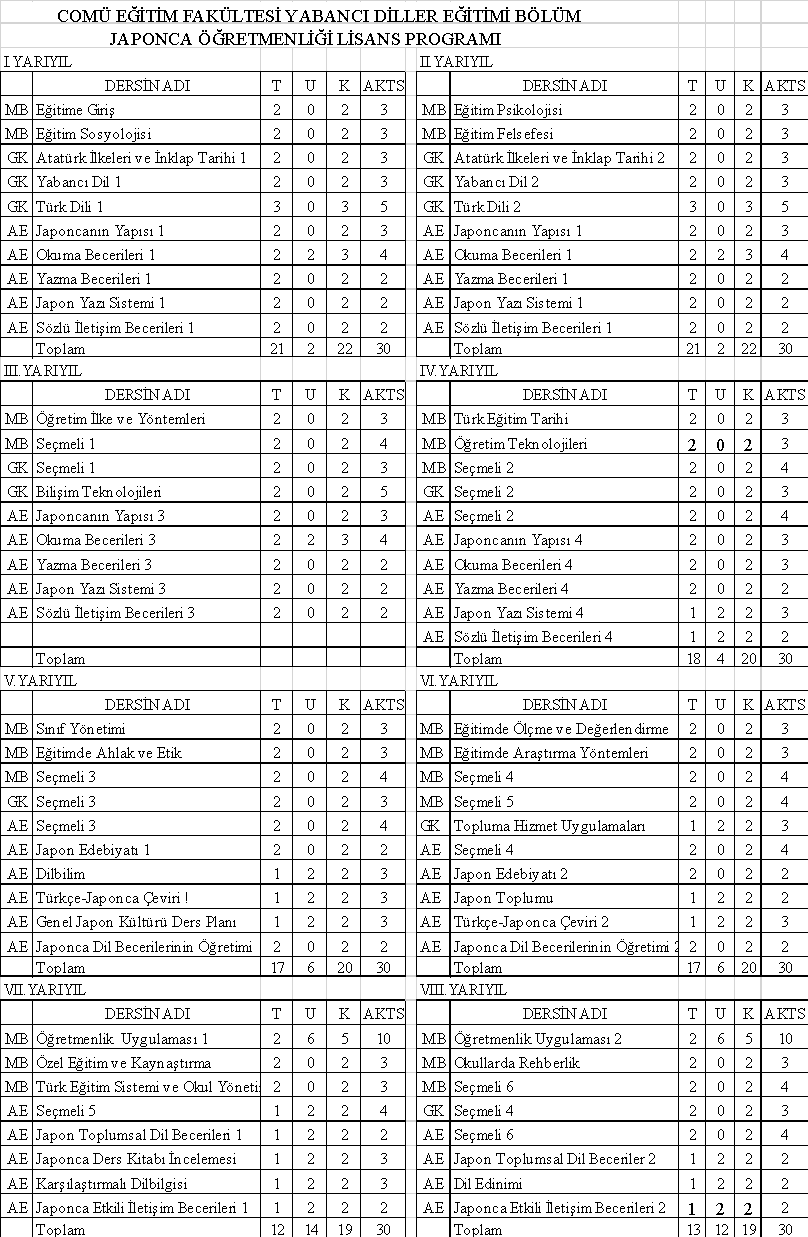 COMÜ EĞİTİM FAKÜLTESİ YABANCI DİLLER EĞİTİMİ BÖLÜM
JAPONCA ÖĞRETMENLİĞİ LİSANS PROGRAMI
I.YARIYIL
DERSİN ADI T U K AKTS
MB Eğitime Giriş 2 0 2 3
MB Eğitim Sosyolojisi 2 0 2 3
GK Atatürk İlkeleri ve İnklap Tarihi 1 2 0 2 3
GK Yabancı Dil 1 2 0 2 3
GK Türk Dili 1 3 0 3 5
AE Japoncanın Yapısı 1 2 0 2 3
AE Okuma Becerileri 1 2 2 3 4
AE Yazma Becerileri 1 2 0 2 2
AE Japon Yazı Sistemi 1 2 0 2 2
AE Sözlü İletişim Becerileri 1 2 0 2 2
Toplam 21 2 22 30
II.YARIYIL
DERSİN ADI T U K AKTS
MB Eğitim Psikolojisi 2 0 2 3
MB Eğitim Felsefesi 2 0 2 3
GK Atatürk İlkeleri ve İnklap Tarihi 2 2 0 2 3
GK Yabancı Dil 2 2 0 2 3
GK Türk Dili 2 3 0 3 5
AE Japoncanın Yapısı 1 2 0 2 3
AE Okuma Becerileri 1 2 2 3 4
AE Yazma Becerileri 1 2 0 2 2
AE Japon Yazı Sistemi 1 2 0 2 2
AE Sözlü İletişim Becerileri 1 2 0 2 2
Toplam 21 2 22 30
III.YARIYIL
DERSİN ADI T U K AKTS
MB Öğretim İlke ve Yöntemleri 2 0 2 3
MB Seçmeli 1 2 0 2 4
GK Seçmeli 1 2 0 2 3
GK Bilişim Teknolojileri 2 0 2 5
AE Japoncanın Yapısı 3 2 0 2 3
AE Okuma Becerileri 3 2 2 3 4
AE Yazma Becerileri 3 2 0 2 2
AE Japon Yazı Sistemi 3 2 0 2 2
AE Sözlü İletişim Becerileri 3 2 0 2 2
Toplam
IV.YARIYIL
DERSİN ADI T U K AKTS
MB Türk Eğitim Tarihi 2 0 2 3
MB Öğretim Teknolojileri 2 0 2 3
MB Seçmeli 2 2 0 2 4
GK Seçmeli 2 2 0 2 3
AE Seçmeli 2 2 0 2 4
AE Japoncanın Yapısı 4 2 0 2 3
AE Okuma Becerileri 4 2 0 2 3
AE Yazma Becerileri 4 2 0 2 2
AE Japon Yazı Sistemi 4 1 2 2 3
AE Sözlü İletişim Becerileri 4 1 2 2 2
Toplam 18 4 20 30
V.YARIYIL
DERSİN ADI T U K AKTS
MB Sınıf Yönetimi 2 0 2 3
MB Eğitimde Ahlak ve Etik 2 0 2 3
MB Seçmeli 3 2 0 2 4
GK Seçmeli 3 2 0 2 3
AE Seçmeli 3 2 0 2 4
AE Japon Edebiyatı 1 2 0 2 2
AE Dilbilim 1 2 2 3
AE Türkçe-Japonca Çeviri ! 1 2 2 3
AE Genel Japon Kültürü Ders Planı 1 2 2 3
AE Japonca Dil Becerilerinin Öğretimi 2 0 2 2
Toplam 17 6 20 30
VI.YARIYIL
DERSİN ADI T U K AKTS
MB Eğitimde Ölçme ve Değerlendirme 2 0 2 3
MB Eğitimde Araştırma Yöntemleri 2 0 2 3
MB Seçmeli 4 2 0 2 4
MB Seçmeli 5 2 0 2 4
GK Topluma Hizmet Uygulamaları 1 2 2 3
AE Seçmeli 4 2 0 2 4
AE Japon Edebiyatı 2 2 0 2 2
AE Japon Toplumu 1 2 2 2
AE Türkçe-Japonca Çeviri 2 1 2 2 3
AE Japonca Dil Becerilerinin Öğretimi 2 2 0 2 2
Toplam 17 6 20 30
VII.YARIYIL
DERSİN ADI T U K AKTS
MB Öğretmenlik Uygulaması 1 2 6 5 10
MB Özel Eğitim ve Kaynaştırma 2 0 2 3
MB Türk Eğitim Sistemi ve Okul Yöneti 2 0 2 3
AE Seçmeli 5 1 2 2 4
AE Japon Toplumsal Dil Becerileri 1 1 2 2 2
AE Japonca Ders Kitabı İncelemesi 1 2 2 3
AE Karşılaştırmalı Dilbilgisi 1 2 2 3
AE Japonca Etkili İletişim Becerileri 1 1 2 2 2
Toplam 12 14 19 30
VIII.YARIYIL
DERSİN ADI T U K AKTS
MB Öğretmenlik Uygulaması 2 2 6 5 10
MB Okullarda Rehberlik 2 0 2 3
MB Seçmeli 6 2 0 2 4
GK Seçmeli 4 2 0 2 3
AE Seçmeli 6 2 0 2 4
AE Japon Toplumsal Dil Beceriler 2 1 2 2 2
AE Dil Edinimi 1 2 2 2
AE Japonca Etkili İletişim Becerileri 2 1 2 2 2
Toplam 13 12 19 30